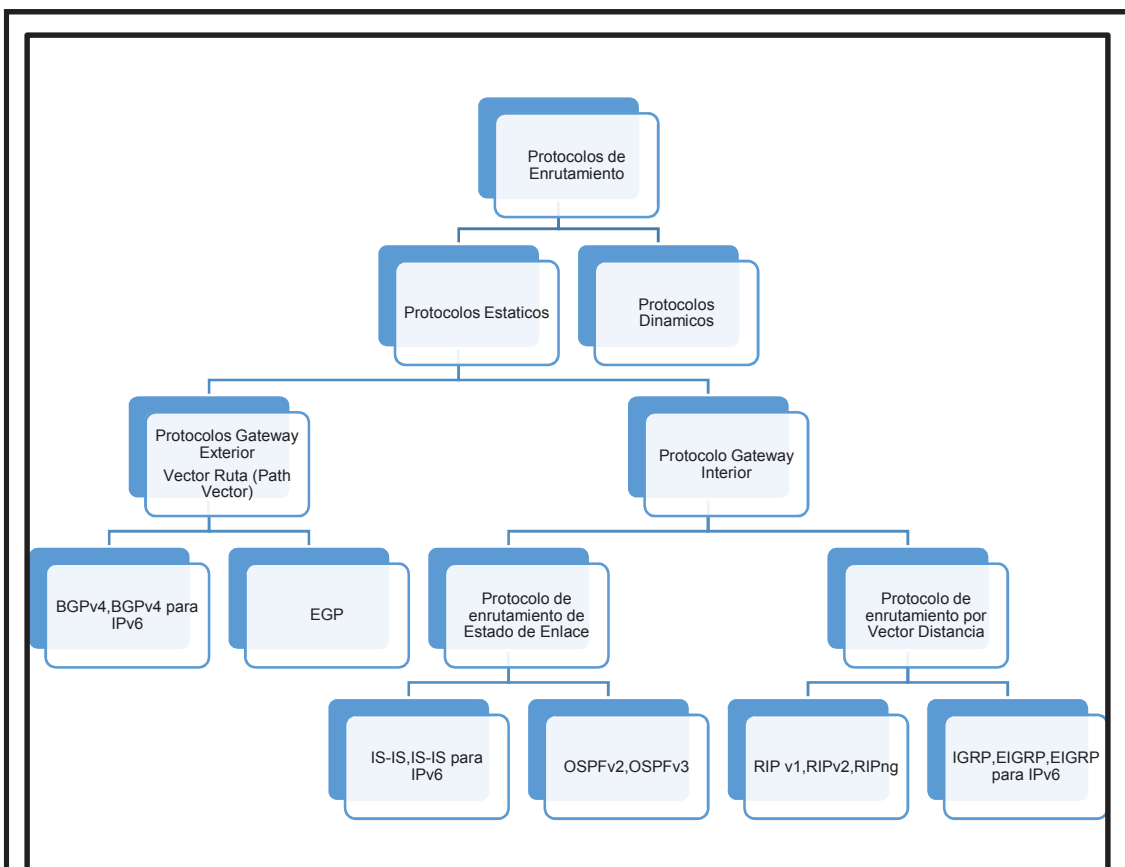 Protocolos de
Enrutamiento
Protocolos Estaticos
Protocolos
Dinamicos
Protocolos Gateway
Exterior
Vector Ruta (Path
Vector)
Protocolo Gateway
Interior
BGPv4,BGPv4 para
IPv6
EGP
Protocolo de
enrutamiento de
Estado de Enlace
Protocolo de
enrutamiento por
Vector Distancia
IS-IS,IS-IS para
IPv6
OSPFv2,OSPFv3
RIP v1,RIPv2,RIPng
IGRP,EIGRP,EIGRP
para IPv6